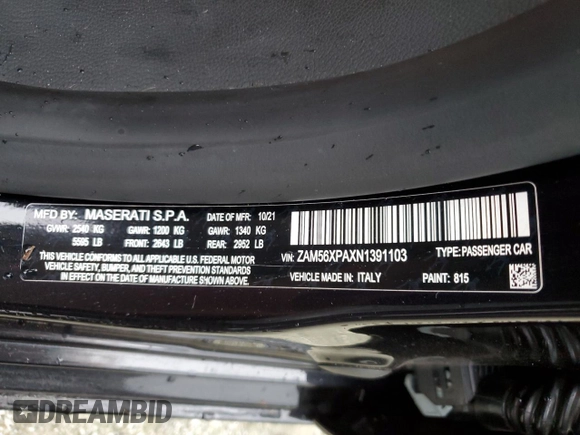 MFD BY: MASERATI S.P.A. DATE OF MFR: 10/21
GVWR: 2540 KG GAWR: 1200 KG GAWR: 1340 KG
5595 LB FRONT: 2643 LB REAR: 2952 LB
THIS VEHICLE CONFORMS TO ALL APPLICABLE U.S. FEDERAL MOTOR
VEHICLE SAFETY, BUMPER, AND THEFT PREVENTION STANDARDS
IN EFFECT ON THE DATE OF MANUFACTURE SHOWN ABOVE.
VIN: ZAM56XPAXN1391103 TYPE: PASSENGER CAR
VEHICLE MADE IN: ITALY PAINT: 815
DREAMBID